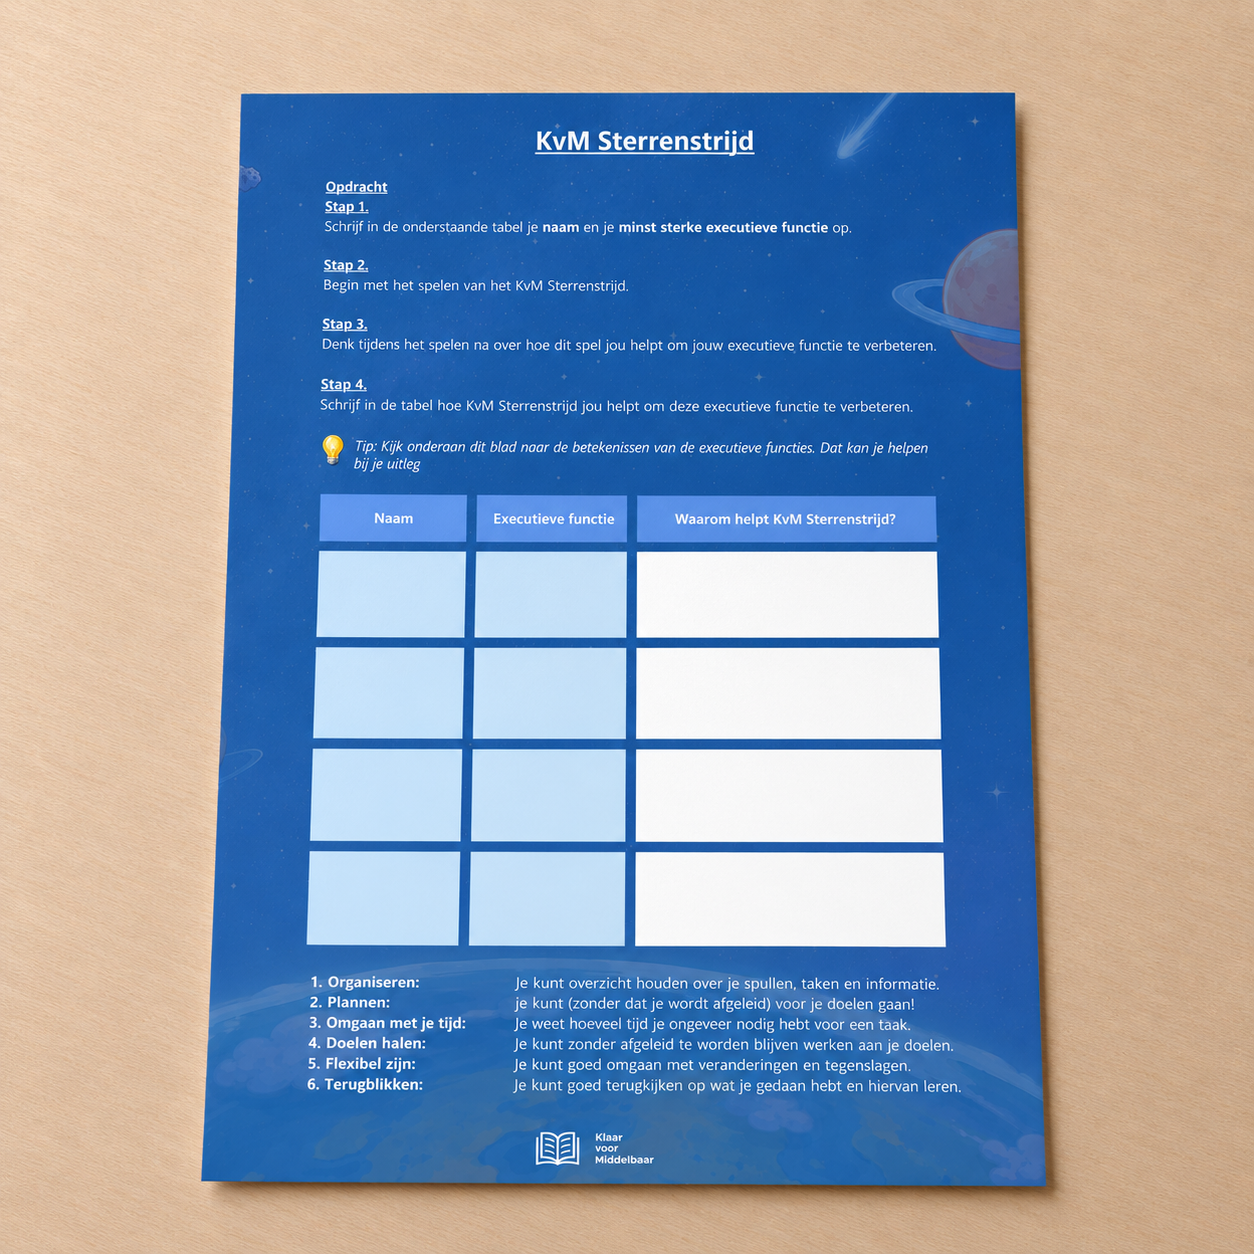 KvM Sterrenstrijd
Opdracht
Stap 1.
Schrijf in de onderstaande tabel je naam en je minst sterke executieve functie op.
Stap 2.
Begin met het spelen van het KvM Sterrenstrijd.
Stap 3.
Denk tijdens het spelen na over hoe dit spel jou helpt om jouw executieve functie te verbeteren.
Stap 4.
Schrijf in de tabel hoe KvM Sterrenstrijd jou helpt om deze executieve functie te verbeteren.
Tip: Kijk onderaan dit blad naar de betekenissen van de executieve functies. Dat kan je helpen
bij je uitleg
Naam Executieve functie Waarom helpt KvM Sterrenstrijd?
1. Organiseren: Je kunt overzicht houden over je spullen, taken en informatie.
2. Plannen: je kunt (zonder dat je wordt afgeleid) voor je doelen gaan!
3. Omgaan met je tijd: Je weet hoeveel tijd je ongeveer nodig hebt voor een taak.
4. Doelen halen: Je kunt zonder afgeleid te worden blijven werken aan je doelen.
5. Flexibel zijn: Je kunt goed omgaan met veranderingen en tegenslagen.
6. Terugblikken: Je kunt goed terugkijken op wat je gedaan hebt en hiervan leren.
Klaar
voor
Middelbaar